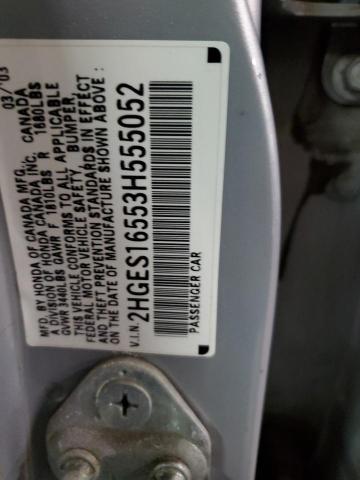 MFD. BY HONDA OF CANADA MFG., 03/03
A DIVISION OF HONDA CANADA INC. CANADA
GVWR 3460LBS GAWR F 1810LBS R 1680LBS
THIS VEHICLE CONFORMS TO ALL APPLICABLE
FEDERAL MOTOR VEHICLE SAFETY, BUMPER,
AND THEFT PREVENTION STANDARDS IN EFFECT
ON THE DATE OF MANUFACTURE SHOWN ABOVE:
V.I.N. 2HGES16553H555052
PASSENGER CAR